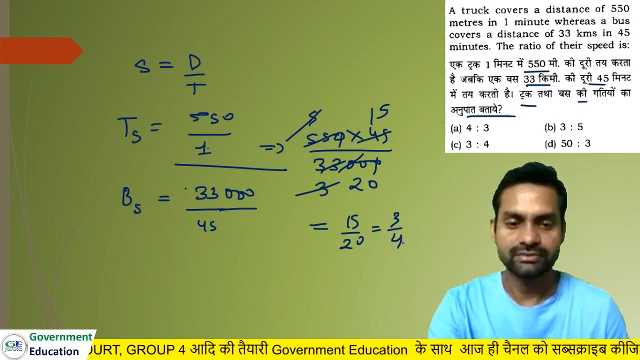 A truck covers a distance of 550
metres in 1 minute whereas a bus
covers a distance of 33 kms in 45
minutes. The ratio of their speed is:
एक ट्रक 1 मिनट में 550 मी. की दूरी तय करता
है जबकि एक बस 33 किमी. की दूरी 45 मिनट
में तय करती है। ट्रक तथा बस की गतियों का
अनुपात बताये?
(a) 4 : 3 (b) 3 : 5
(c) 3 : 4 (d) 50 : 3
S = D/T
Ts = 550/1
Bs = 33000/45
=> 550 × 45
5 15
33000
3 20
= 15/20 = 3/4
GE Government Education
COURT, GROUP 4 आदि की तैयारी Government Education के साथ आज ही चैनल को सब्सक्राइब कीजि